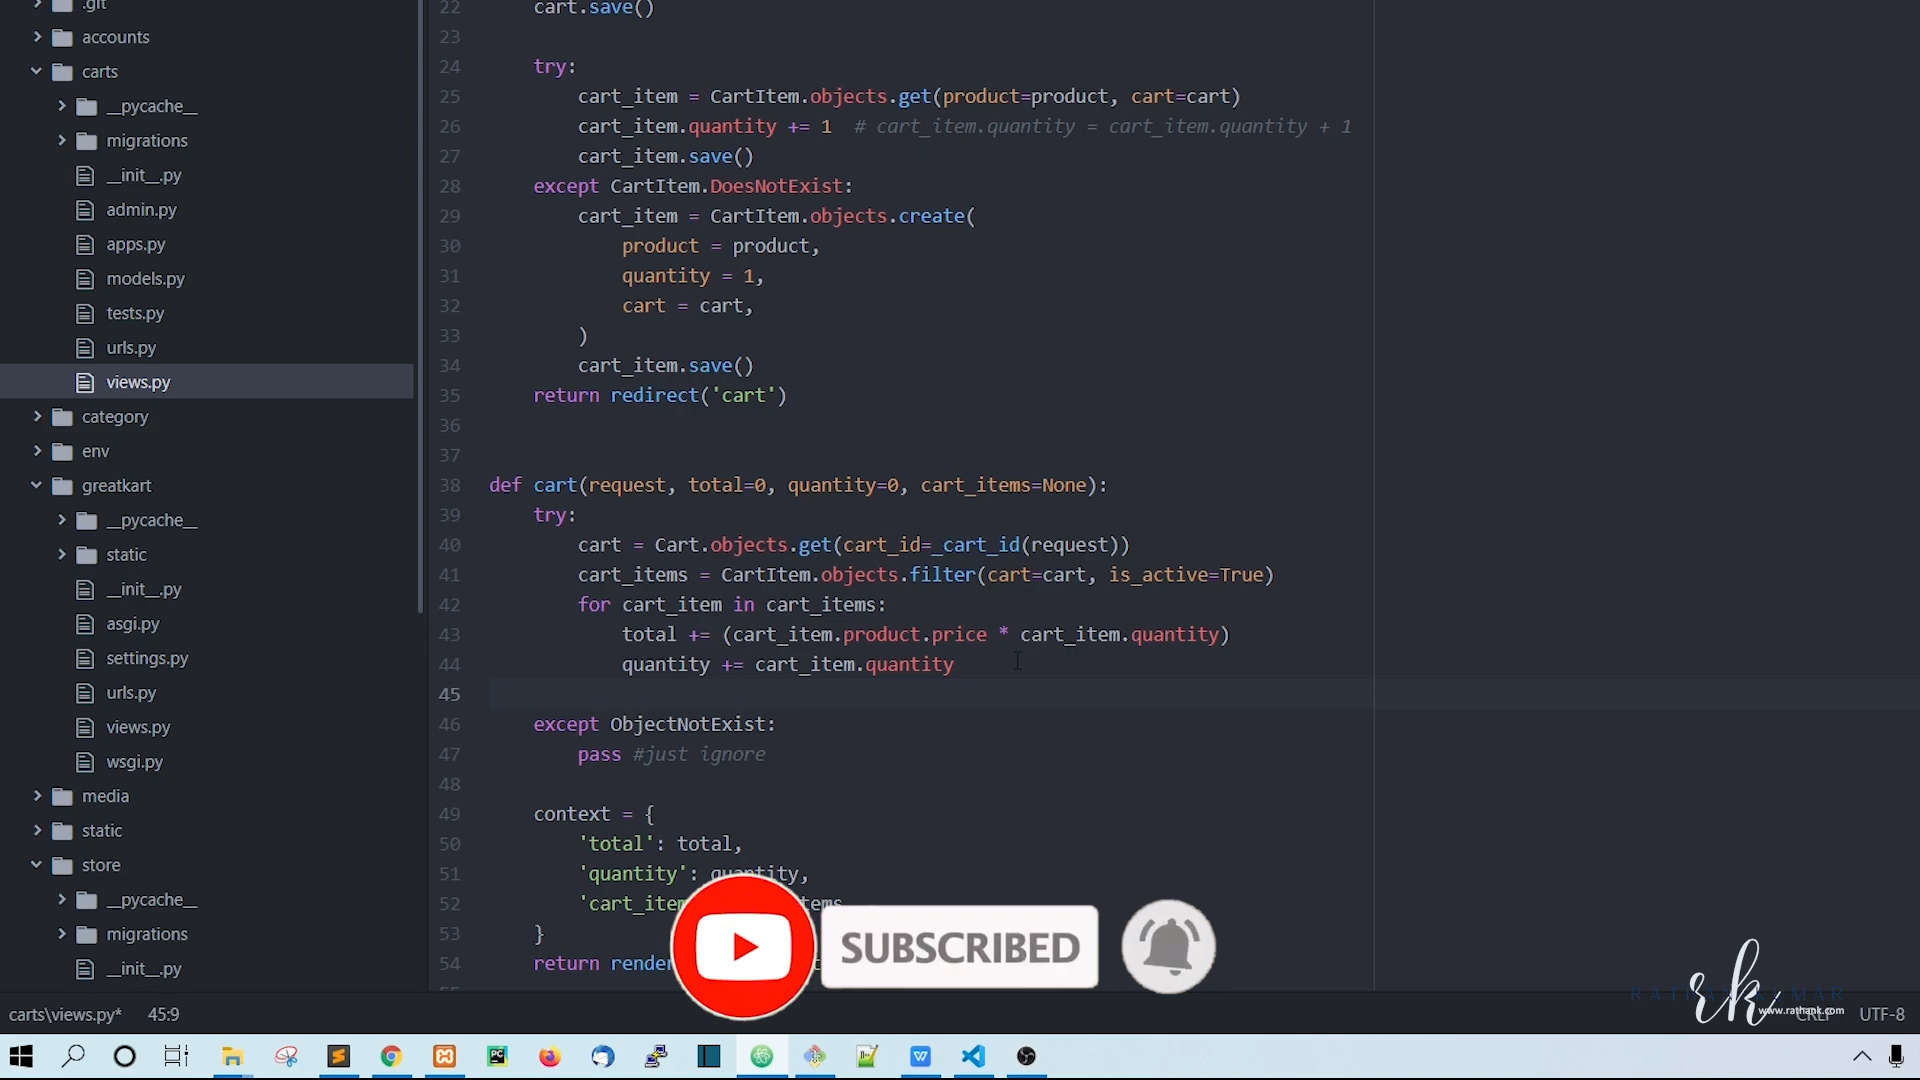 .git
accounts
carts
__pycache__
migrations
__init__.py
admin.py
apps.py
models.py
tests.py
urls.py
views.py
category
env
greatkart
__pycache__
static
__init__.py
asgi.py
settings.py
urls.py
views.py
wsgi.py
media
static
store
__pycache__
migrations
__init__.py
22 cart.save()
23
24 try:
25 cart_item = CartItem.objects.get(product=product, cart=cart)
26 cart_item.quantity += 1 # cart_item.quantity = cart_item.quantity + 1
27 cart_item.save()
28 except CartItem.DoesNotExist:
29 cart_item = CartItem.objects.create(
30 product = product,
31 quantity = 1,
32 cart = cart,
33 )
34 cart_item.save()
35 return redirect('cart')
36
37
38 def cart(request, total=0, quantity=0, cart_items=None):
39 try:
40 cart = Cart.objects.get(cart_id=_cart_id(request))
41 cart_items = CartItem.objects.filter(cart=cart, is_active=True)
42 for cart_item in cart_items:
43 total += (cart_item.product.price * cart_item.quantity)
44 quantity += cart_item.quantity
45
46 except ObjectNotExist:
47 pass #just ignore
48
49 context = {
50 'total': total,
51 'quantity': quantity,
52 'cart_item
53 }
54 return render
SUBSCRIBED
rk
www.rathank.com
carts\views.py* 45:9
CRLF UTF-8